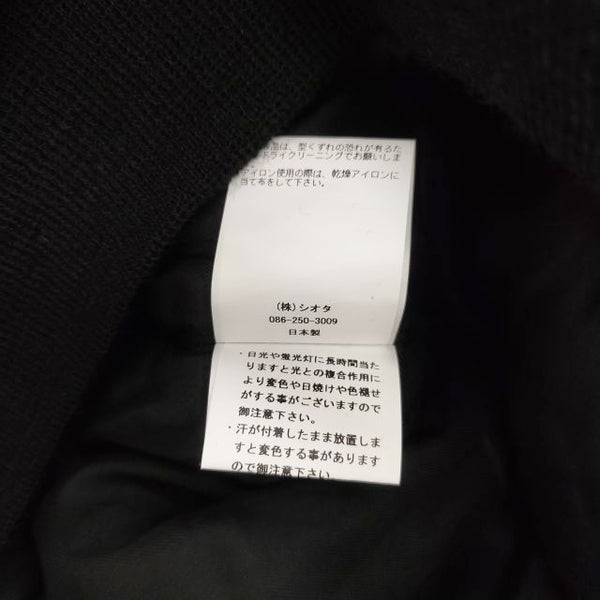 品は、型くずれの恐れが有るた
ドライクリーニングでお願いしま
アイロン使用の際は、乾燥アイロンに
当て布をして下さい。
(株)シオタ
086-250-3009
日本製
・日光や蛍光灯に長時間当た
りますと光との複合作用に
より変色や日焼けや色褪せ
がする事がございますので
御注意下さい。
・汗が付着したまま放置しま
すと変色する事があります
ので御注意下さい。